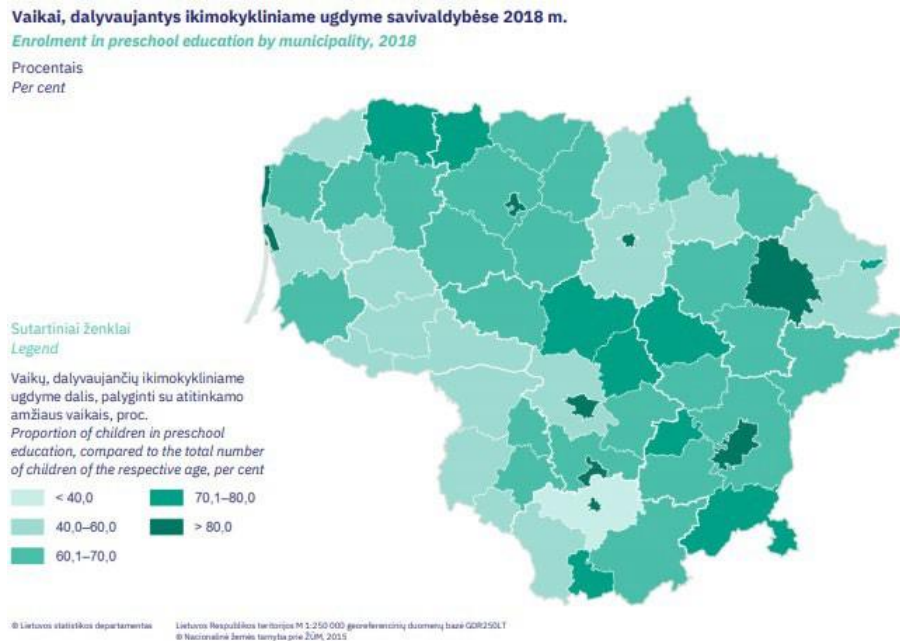 Vaikai, dalyvaujantys ikimokykliniame ugdyme savivaldybėse 2018 m.
Enrolment in preschool education by municipality, 2018
Procentais
Per cent
Sutartiniai ženklai
Legend
Vaikų, dalyvaujančių ikimokykliniame
ugdyme dalis, palyginti su atitinkamo
amžiaus vaikais, proc.
Proportion of children in preschool
education, compared to the total number
of children of the respective age, per cent
< 40,0
70,1–80,0
40,0–60,0
> 80,0
60,1–70,0
© Lietuvos statistikos departamentas
Lietuvos Respublikos teritorijos M 1:250 000 georeferencinių duomenų bazė GDR250LT
© Nacionalinė žemės tarnyba prie ŽŪM, 2015